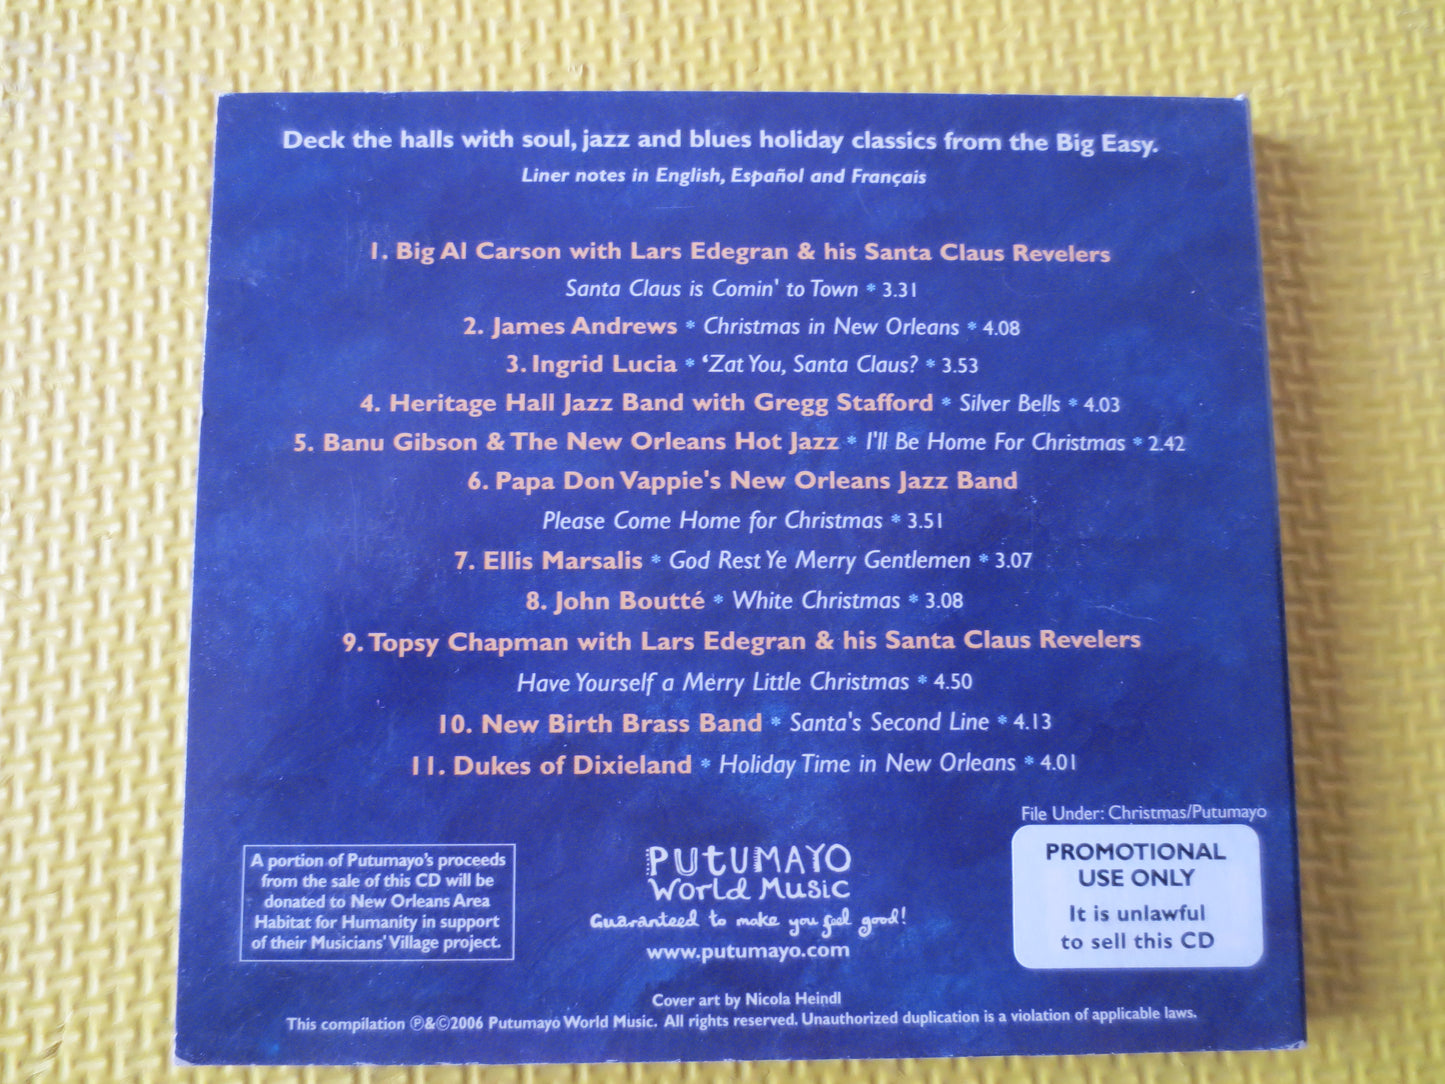 Deck the halls with soul, jazz and blues holiday classics from the Big Easy.
Liner notes in English, Español and Français
1. Big Al Carson with Lars Edegran & his Santa Claus Revelers
Santa Claus is Comin' to Town * 3.31
2. James Andrews * Christmas in New Orleans * 4.08
3. Ingrid Lucia * ‘Zat You, Santa Claus? * 3.53
4. Heritage Hall Jazz Band with Gregg Stafford * Silver Bells * 4.03
5. Banu Gibson & The New Orleans Hot Jazz * I'll Be Home For Christmas * 2.42
6. Papa Don Vappie's New Orleans Jazz Band
Please Come Home for Christmas * 3.51
7. Ellis Marsalis * God Rest Ye Merry Gentlemen * 3.07
8. John Boutté * White Christmas * 3.08
9. Topsy Chapman with Lars Edegran & his Santa Claus Revelers
Have Yourself a Merry Little Christmas * 4.50
10. New Birth Brass Band * Santa's Second Line * 4.13
11. Dukes of Dixieland * Holiday Time in New Orleans * 4.01
A portion of Putumayo’s proceeds
from the sale of this CD will be
donated to New Orleans Area
Habitat for Humanity in support
of their Musicians’ Village project.
PUTUMAYO
World Music
Guaranteed to make you feel good!
www.putumayo.com
File Under: Christmas/Putumayo
PROMOTIONAL
USE ONLY
It is unlawful
to sell this CD
Cover art by Nicola Heindl
This compilation ℗&©2006 Putumayo World Music. All rights reserved. Unauthorized duplication is a violation of applicable laws.